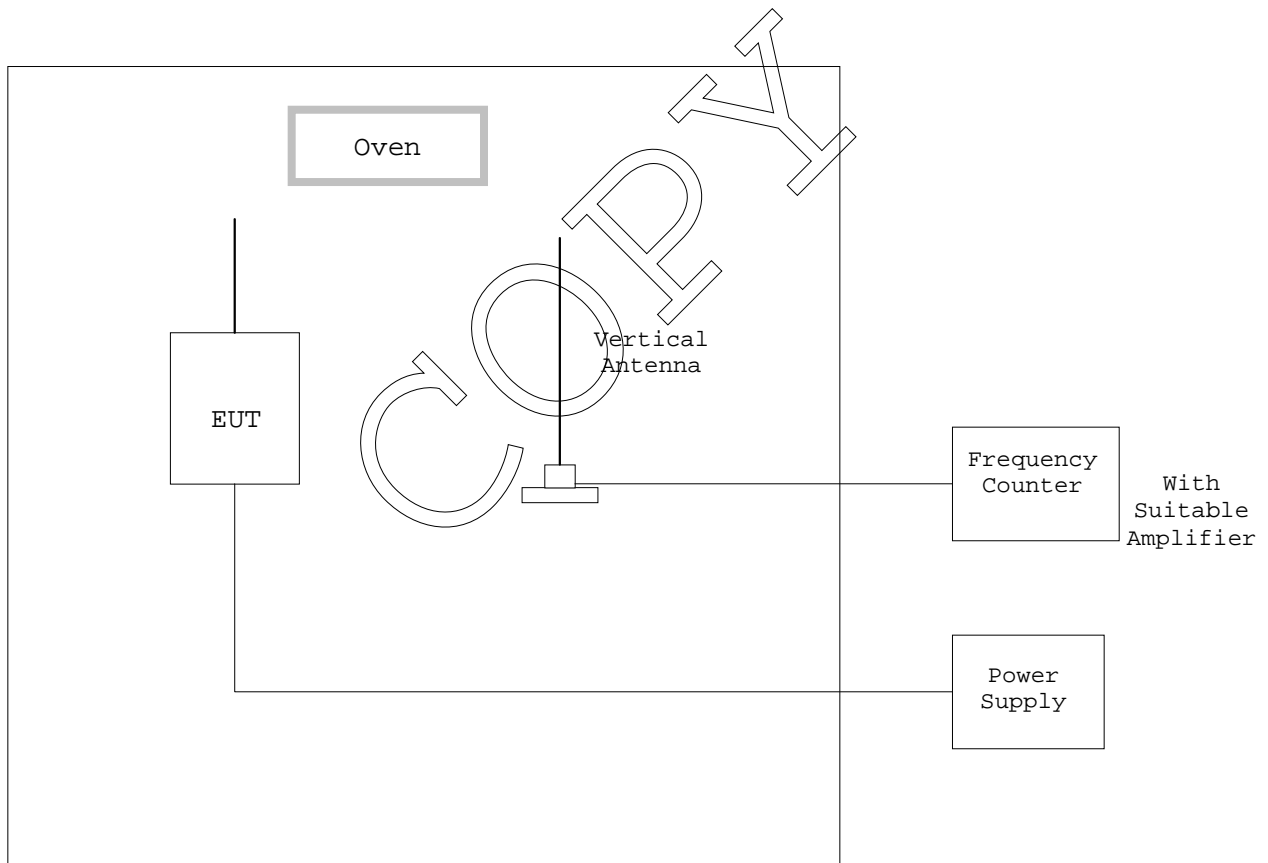 Oven
COPY
Vertical
Antenna
EUT
Frequency
Counter
With
Suitable
Amplifier
Power
Supply